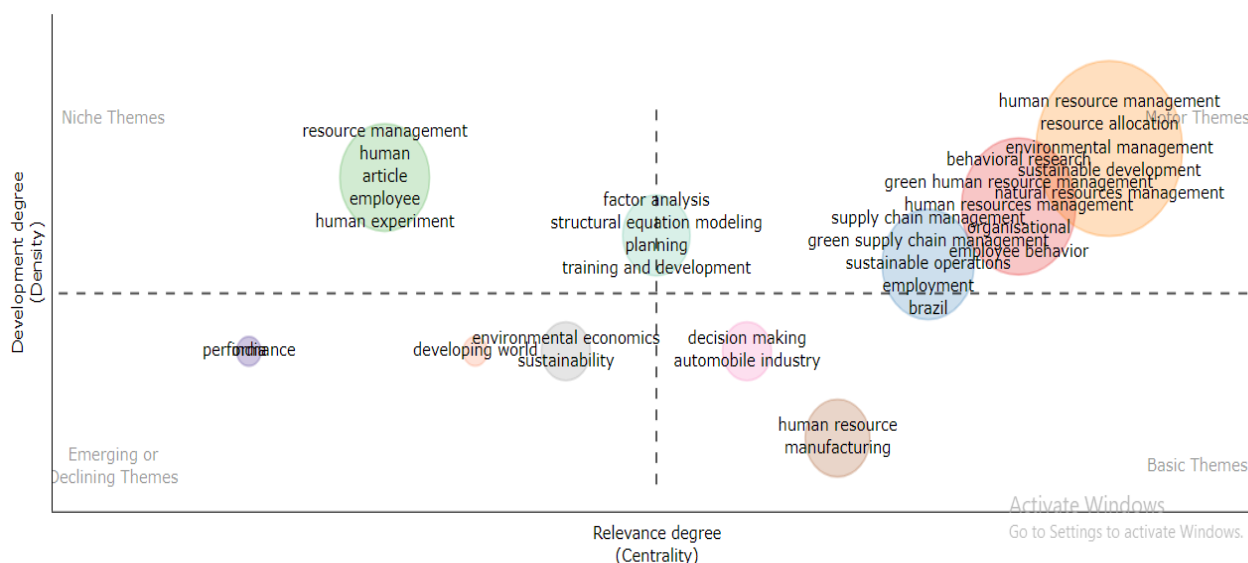 Niche Themes
Motor Themes
resource management
human
article
employee
human experiment
factor analysis
structural equation modeling
planning
training and development
human resource management
resource allocation
environmental management
sustainable development
natural resources management
behavioral research
green human resource management
human resources management
organisational
employee behavior
supply chain management
green supply chain management
sustainable operations
employment
brazil
performance
developing world
environmental economics
sustainability
decision making
automobile industry
human resource
manufacturing
Emerging or
Declining Themes
Basic Themes
Development degree
(Density)
Relevance degree
(Centrality)
Activate Windows
Go to Settings to activate Windows.